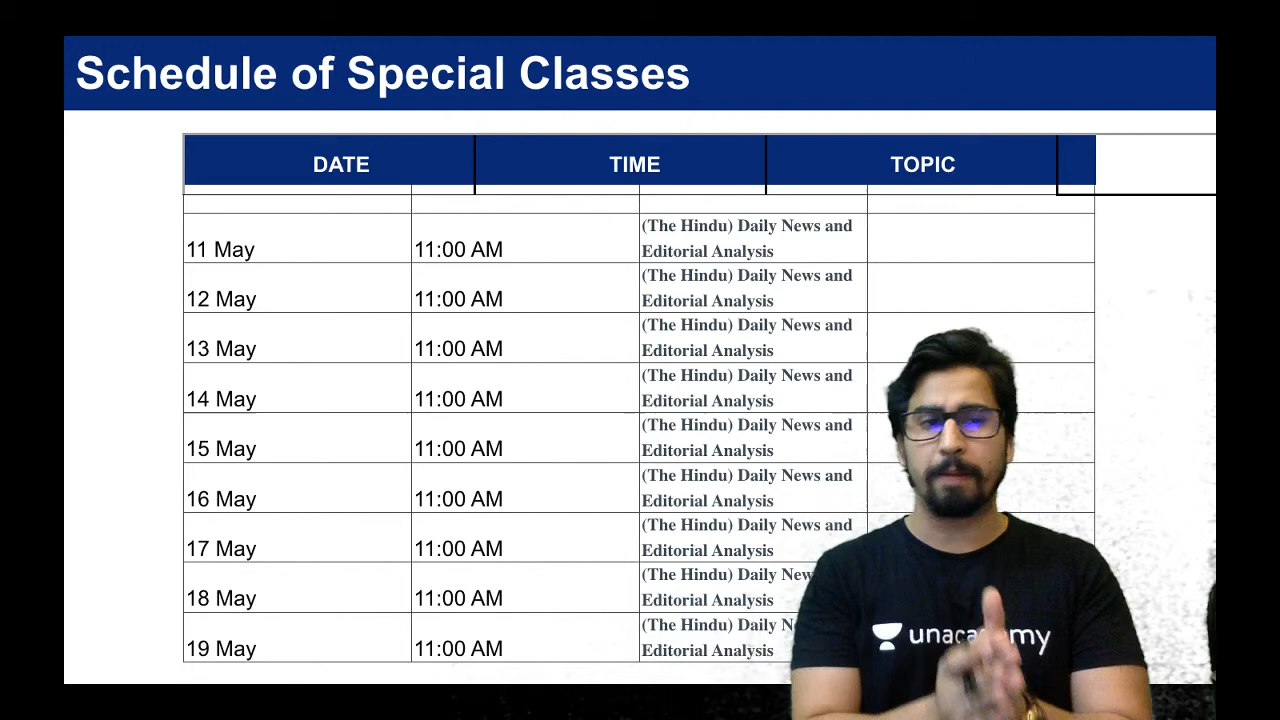 Schedule of Special Classes
DATE TIME TOPIC
(The Hindu) Daily News and
11 May 11:00 AM Editorial Analysis
(The Hindu) Daily News and
12 May 11:00 AM Editorial Analysis
(The Hindu) Daily News and
13 May 11:00 AM Editorial Analysis
(The Hindu) Daily News and
14 May 11:00 AM Editorial Analysis
(The Hindu) Daily News and
15 May 11:00 AM Editorial Analysis
(The Hindu) Daily News and
16 May 11:00 AM Editorial Analysis
(The Hindu) Daily News and
17 May 11:00 AM Editorial Analysis
(The Hindu) Daily New
18 May 11:00 AM Editorial Analysis
(The Hindu) Daily
19 May 11:00 AM Editorial Analysis
unacademy